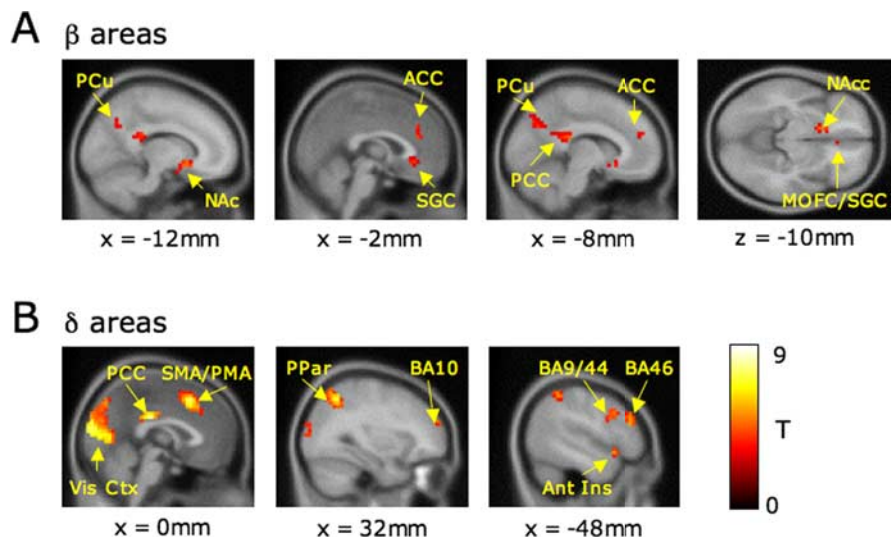 A β areas
PCu
NAc
x = -12mm
ACC
SGC
x = -2mm
PCu ACC
PCC
x = -8mm
NAcc
MOFC/SGC
z = -10mm
B δ areas
PCC SMA/PMA
Vis Ctx
x = 0mm
PPar BA10
x = 32mm
BA9/44 BA46
Ant Ins
x = -48mm
9
T
0